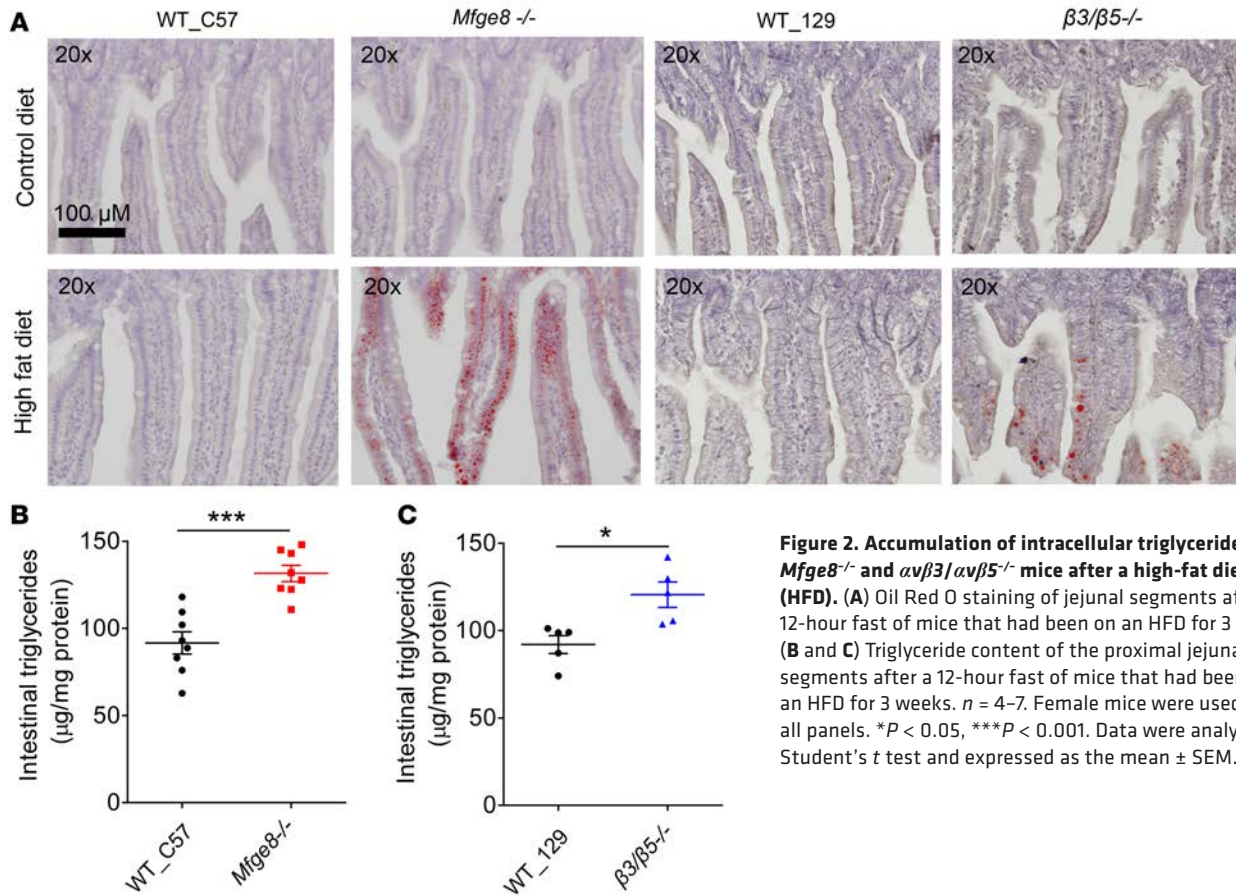 A
WT_C57
Mfge8 -/-
WT_129
β3/β5-/-
Control diet
20x
20x
20x
20x
100 µM
High fat diet
20x
20x
20x
20x
B
***
Intestinal triglycerides
(µg/mg protein)
150
100
50
0
WT_C57
Mfge8-/-
C
*
Intestinal triglycerides
(µg/mg protein)
150
100
50
0
WT_129
β3/β5-/-
Figure 2. Accumulation of intracellular triglyceride
Mfge8-/- and αvβ3/αvβ5-/- mice after a high-fat die
(HFD). (A) Oil Red O staining of jejunal segments af
12-hour fast of mice that had been on an HFD for 3
(B and C) Triglyceride content of the proximal jejuna
segments after a 12-hour fast of mice that had been
an HFD for 3 weeks. n = 4–7. Female mice were used
all panels. *P < 0.05, ***P < 0.001. Data were analy
Student's t test and expressed as the mean ± SEM.